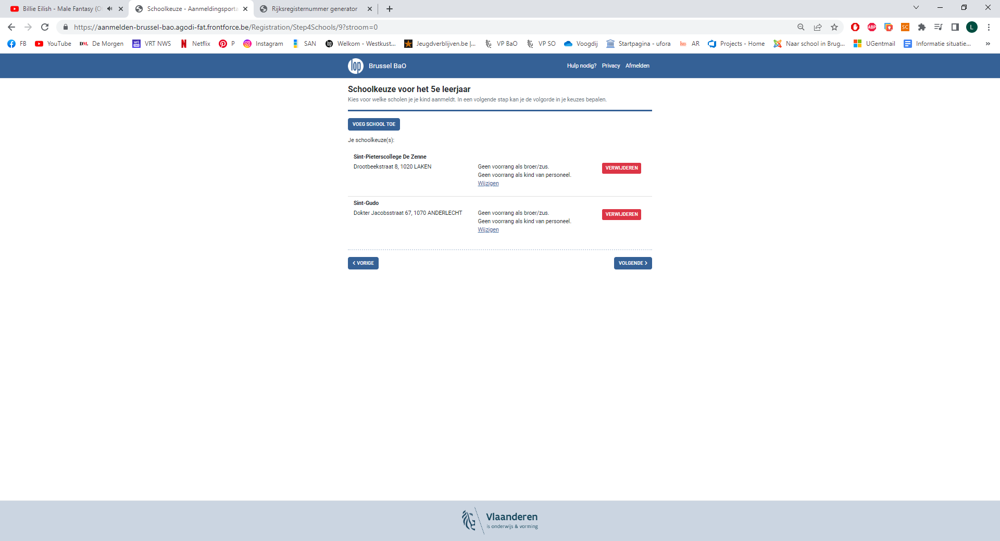 Billie Eilish - Male Fantasy (O
Schoolkeuze - Aanmeldingsporta
Rijksregisternummer generator
https://aanmelden-brussel-bao.agodi-fat.frontforce.be/Registration/Step4Schools/9?stroom=0
ABP
SC
L
FB
YouTube
DM.
De Morgen
vrt
nws
VRT NWS
Netflix
P
Instagram
SAN
lop
Welkom - Westkust...
Jeugdverblijven.be |...
VP BaO
VP SO
Voogdij
Startpagina - ufora
AR
Projects - Home
Naar school in Brug...
UGentmail
Informatie situatie...
»
lop
Brussel BaO
Hulp nodig?
Privacy
Afmelden
Schoolkeuze voor het 5e leerjaar
Kies voor welke scholen je je kind aanmeldt. In een volgende stap kan je de volgorde in je keuzes bepalen.
VOEG SCHOOL TOE
Je schoolkeuze(s):
Sint-Pieterscollege De Zenne
Drootbeekstraat 8, 1020 LAKEN
Geen voorrang als broer/zus.
Geen voorrang als kind van personeel.
Wijzigen
VERWIJDEREN
Sint-Gudo
Dokter Jacobsstraat 67, 1070 ANDERLECHT
Geen voorrang als broer/zus.
Geen voorrang als kind van personeel.
Wijzigen
VERWIJDEREN
VORIGE
VOLGENDE
Vlaanderen
is onderwijs & vorming